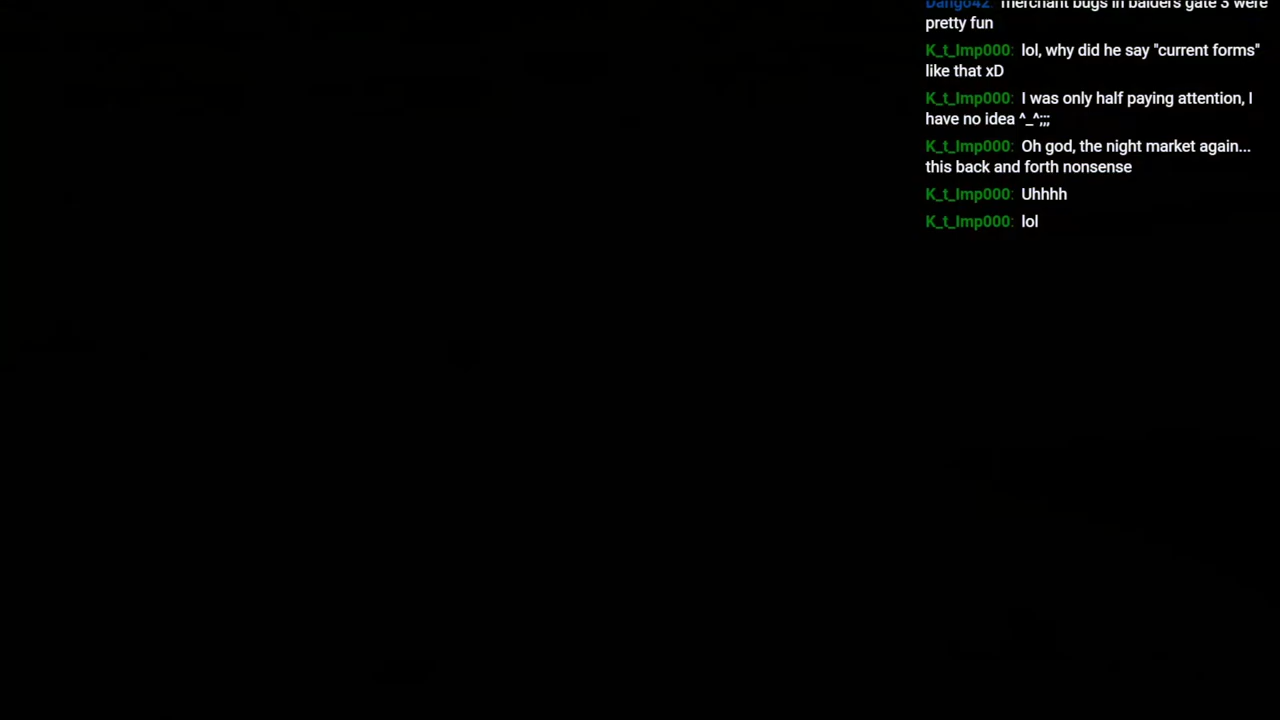 Dango42: merchant bugs in balders gate 3 were
pretty fun
K_t_Imp000: lol, why did he say "current forms"
like that xD
K_t_Imp000: I was only half paying attention, I
have no idea ^_^;;;
K_t_Imp000: Oh god, the night market again...
this back and forth nonsense
K_t_Imp000: Uhhhh
K_t_Imp000: lol